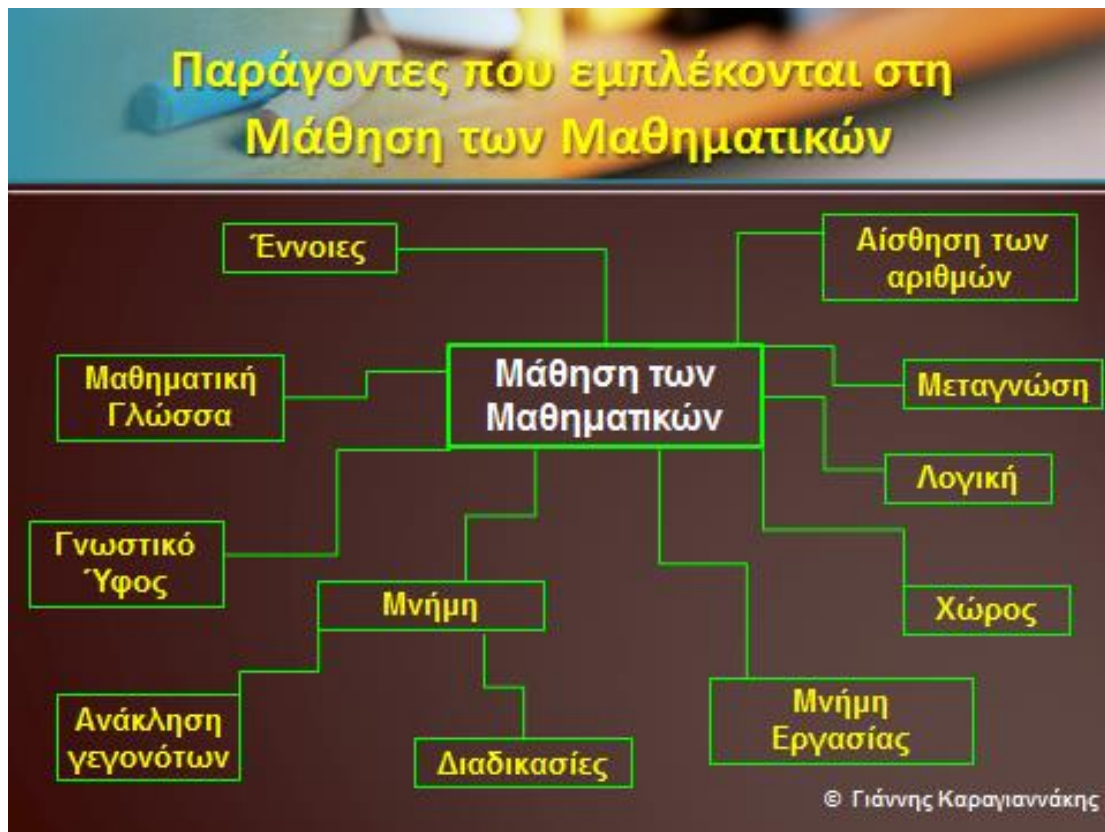 Παράγοντες που εμπλέκονται στη
Μάθηση των Μαθηματικών
Έννοιες
Αίσθηση των
αριθμών
Μαθηματική
Γλώσσα
Μάθηση των
Μαθηματικών
Μεταγνώση
Λογική
Γνωστικό
Ύφος
Μνήμη
Χώρος
Ανάκληση
γεγονότων
Διαδικασίες
Μνήμη
Εργασίας
© Γιάννης Καραγιαννάκης